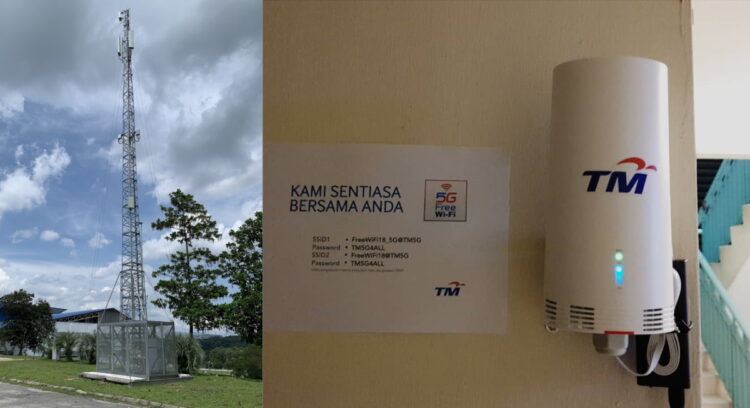 KAMI SENTIASA
BERSAMA ANDA
5G
Free
Wi-Fi
SSID1 • FreeWiFi18_5G@TM5G
Password • TM5G4ALL
SSID2 • FreeWiFi18@TM5G
Password • TM5G4ALL
TM
TM